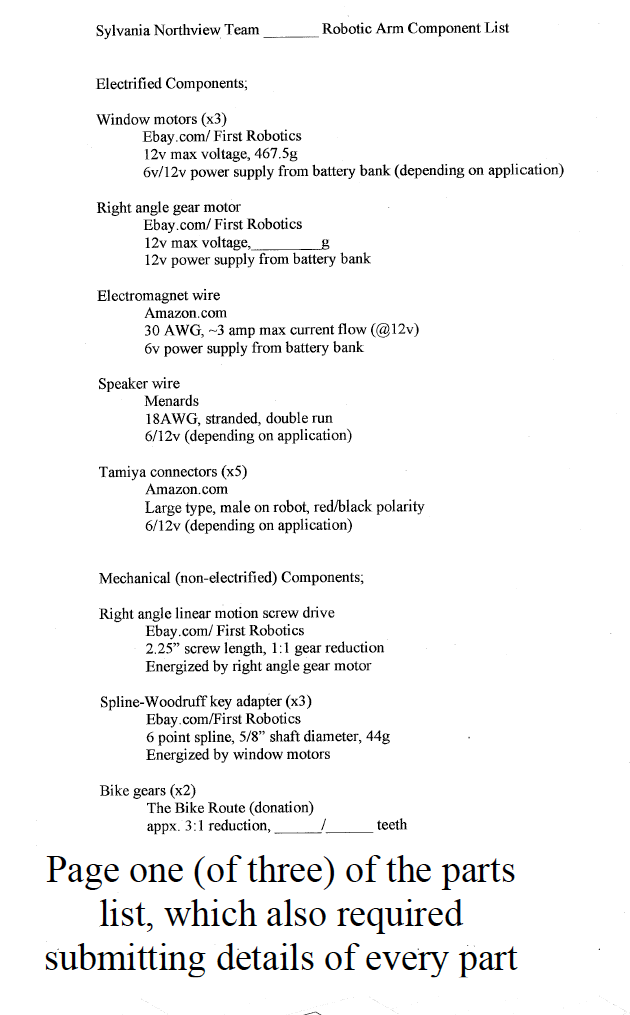 Sylvania Northview Team _______ Robotic Arm Component List
Electrified Components;
Window motors (x3)
Ebay.com/ First Robotics
12v max voltage, 467.5g
6v/12v power supply from battery bank (depending on application)
Right angle gear motor
Ebay.com/ First Robotics
12v max voltage,_________g
12v power supply from battery bank
Electromagnet wire
Amazon.com
30 AWG, ~3 amp max current flow (@12v)
6v power supply from battery bank
Speaker wire
Menards
18AWG, stranded, double run
6/12v (depending on application)
Tamiya connectors (x5)
Amazon.com
Large type, male on robot, red/black polarity
6/12v (depending on application)
Mechanical (non-electrified) Components;
Right angle linear motion screw drive
Ebay.com/ First Robotics
2.25” screw length, 1:1 gear reduction
Energized by right angle gear motor
Spline-Woodruff key adapter (x3)
Ebay.com/First Robotics
6 point spline, 5/8” shaft diameter, 44g
Energized by window motors
Bike gears (x2)
The Bike Route (donation)
appx. 3:1 reduction, ______/______ teeth
Page one (of three) of the parts
list, which also required
submitting details of every part